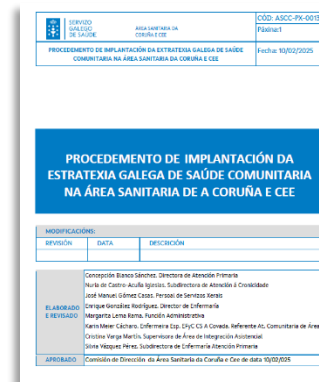 SERVIZO
GALEGO
DE SAÚDE
ÁREA SANITARIA DA
CORUÑA E CEE
CÓD: ASCC-PX-0013
Páxina:1
PROCEDEMENTO DE IMPLANTACIÓN DA EXTRATEXIA GALEGA DE SAÚDE
COMUNITARIA NA ÁREA SANITARIA DA CORUÑA E CEE
Fecha: 10/02/2025
PROCEDEMENTO DE IMPLANTACIÓN DA
ESTRATEXIA GALEGA DE SAÚDE COMUNITARIA
NA ÁREA SANITARIA DE A CORUÑA E CEE
MODIFICACIÓNS:
REVISIÓN DATA DESCRICIÓN
ELABORADO
E REVISADO
Concepción Blanco Sánchez. Directora de Atención Primaria
Nuria de Castro-Acuña Iglesias. Subdirectora de Atención á Cronicidade
José Manuel Gómez Casas. Persoal de Servizos Xerais
Enrique González Rodríguez. Director de Enfermaría
Margarita Lema Rama. Función Administrativa
Karin Meier Cácharo. Enfermeira Esp. EFyC CS A Covada. Referente At. Comunitaria de Área
Cristina Varga Martín. Supervisora de Área de Integración Asistencial
Silvia Vázquez Pérez. Subdirectora de Enfermaría Atención Primaria
APROBADO Comisión de Dirección da Área Sanitaria da Coruña e Cee de data 10/02/025